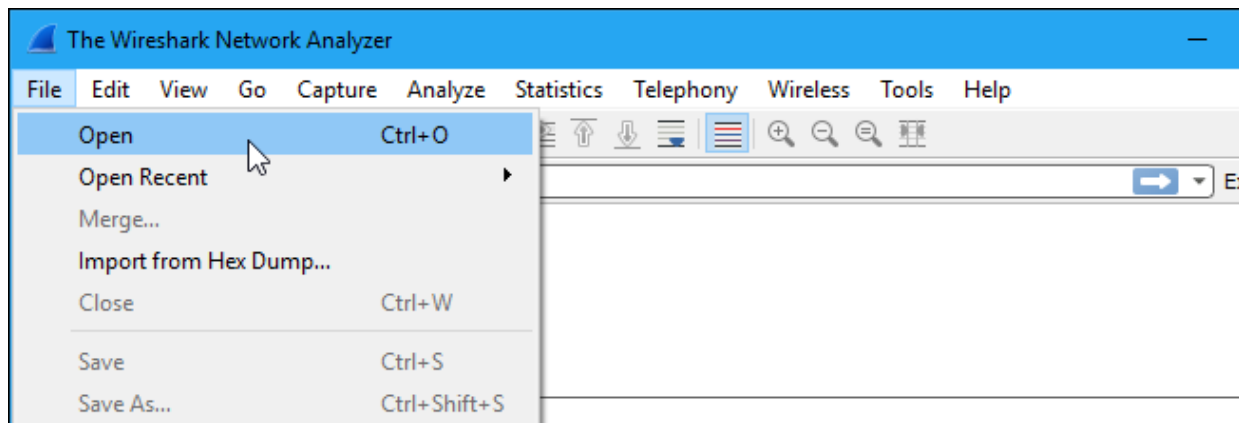 The Wireshark Network Analyzer
File Edit View Go Capture Analyze Statistics Telephony Wireless Tools Help
Open Ctrl+O
Open Recent
Merge...
Import from Hex Dump...
Close Ctrl+W
Save Ctrl+S
Save As... Ctrl+Shift+S